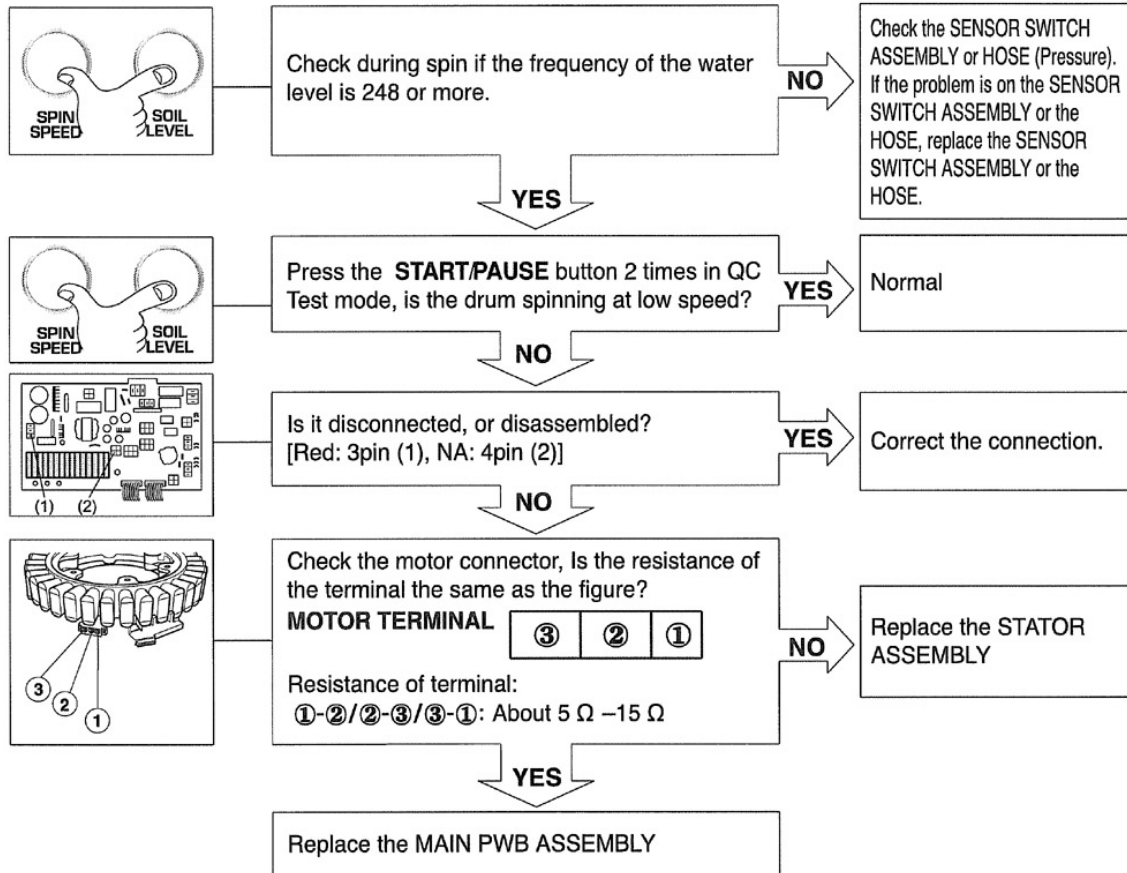 SPIN
SPEED
SOIL
LEVEL
Check during spin if the frequency of the water
level is 248 or more.
NO
Check the SENSOR SWITCH
ASSEMBLY or HOSE (Pressure).
If the problem is on the SENSOR
SWITCH ASSEMBLY or the
HOSE, replace the SENSOR
SWITCH ASSEMBLY or the
HOSE.
YES
SPIN
SPEED
SOIL
LEVEL
Press the START/PAUSE button 2 times in QC
Test mode, is the drum spinning at low speed?
YES
Normal
NO
(1)
(2)
Is it disconnected, or disassembled?
[Red: 3pin (1), NA: 4pin (2)]
YES
Correct the connection.
NO
3
2
1
Check the motor connector, Is the resistance of
the terminal the same as the figure?
MOTOR TERMINAL
③ ② ①
Resistance of terminal:
①-②/②-③/③-①: About 5 Ω –15 Ω
NO
Replace the STATOR
ASSEMBLY
YES
Replace the MAIN PWB ASSEMBLY